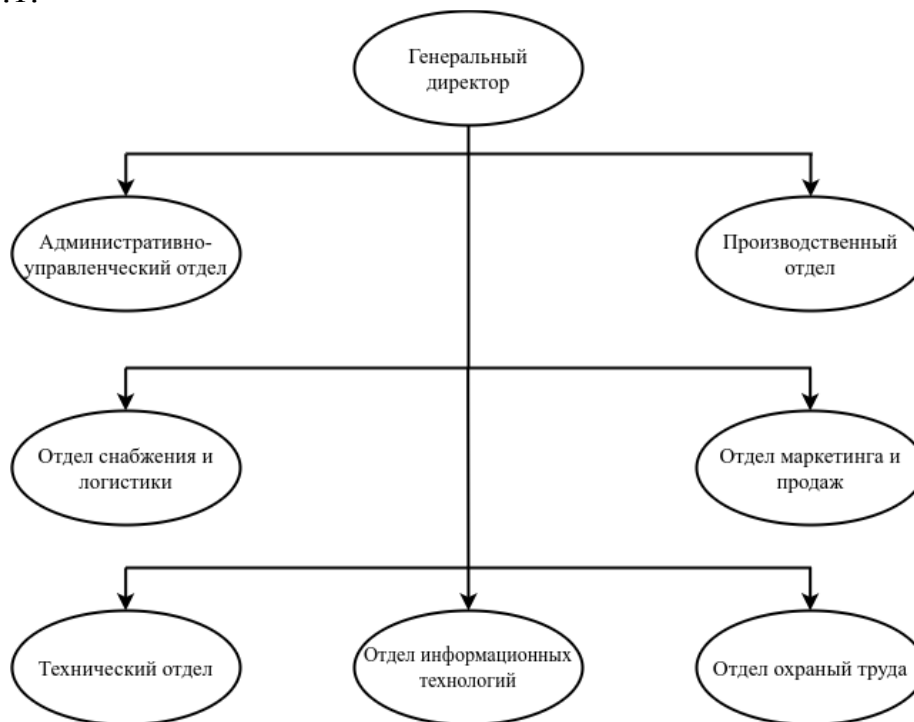 Генеральный
директор
Административно-
управленческий отдел
Производственный
отдел
Отдел снабжения и
логистики
Отдел маркетинга и
продаж
Технический отдел
Отдел информационных
технологий
Отдел охраный труда